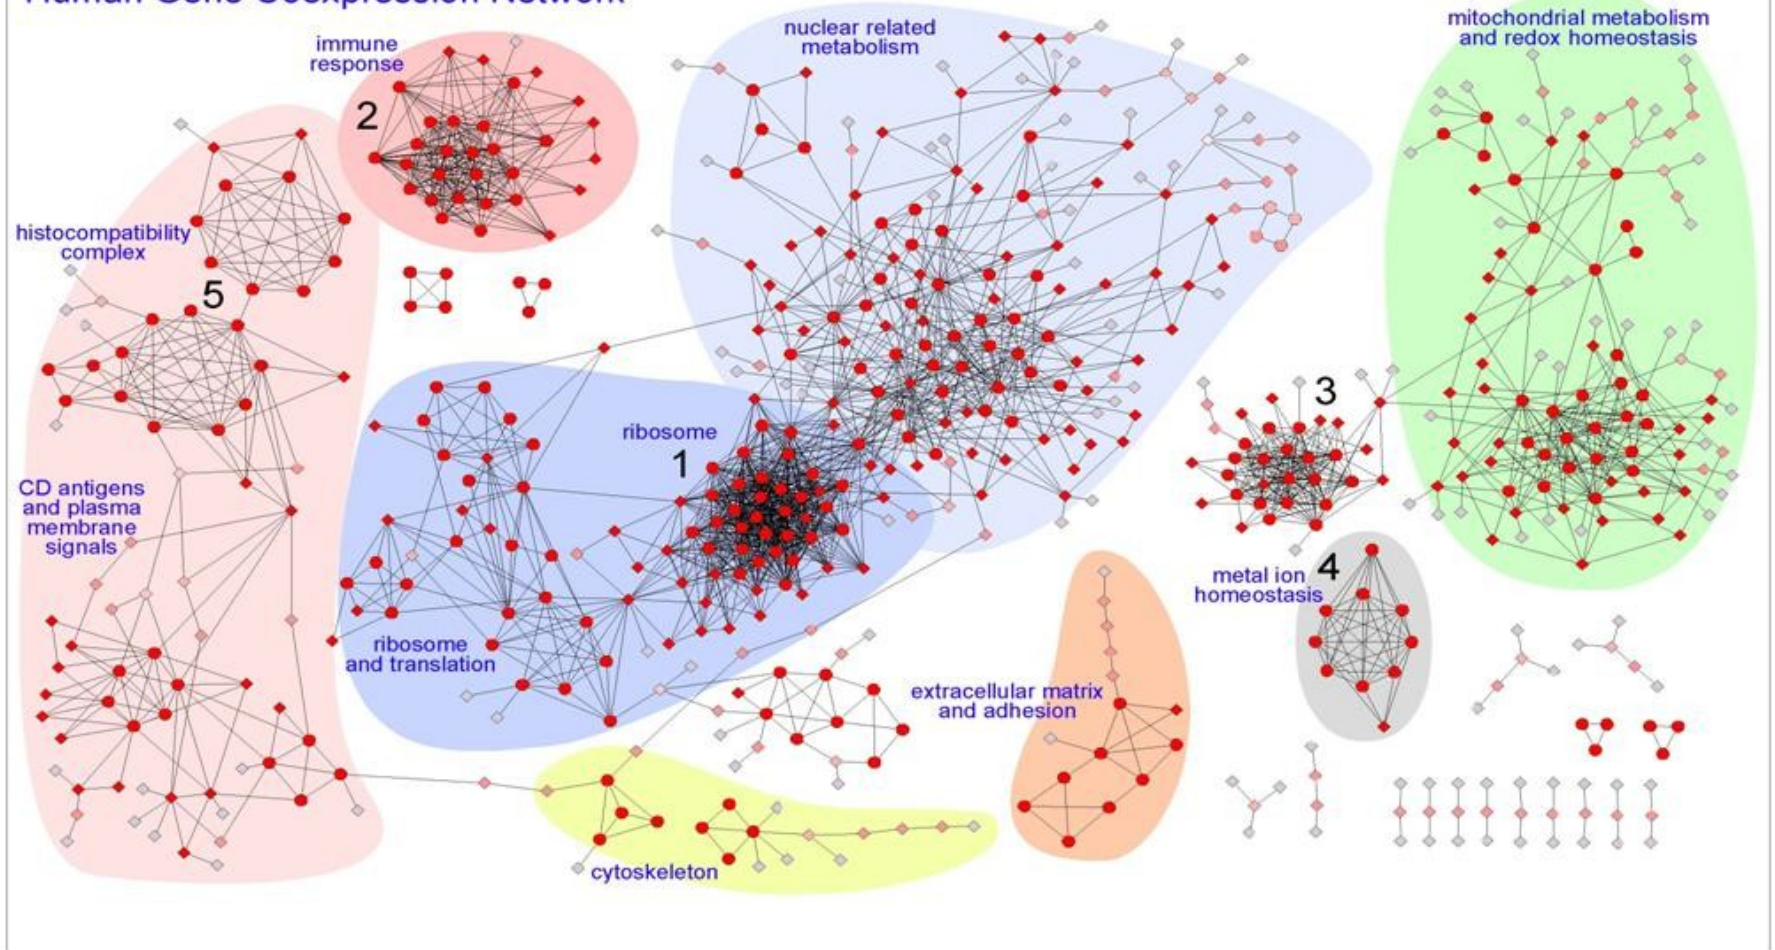 Human Gene Coexpression Network
immune
response
2
nuclear related
metabolism
mitochondrial metabolism
and redox homeostasis
histocompatibility
complex
5
ribosome
1
3
CD antigens
and plasma
membrane
signals
metal ion
homeostasis
4
ribosome
and translation
extracellular matrix
and adhesion
cytoskeleton